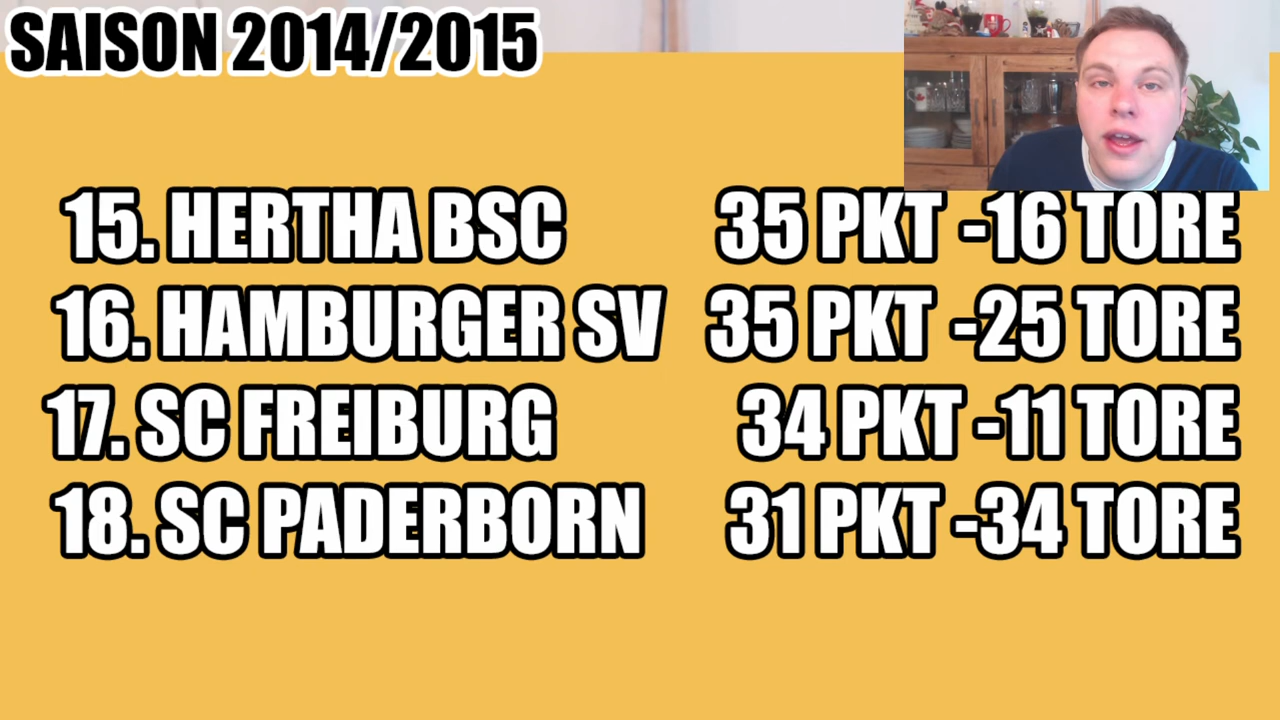 SAISON 2014/2015
15. HERTHA BSC 35 PKT -16 TORE
16. HAMBURGER SV 35 PKT -25 TORE
17. SC FREIBURG 34 PKT -11 TORE
18. SC PADERBORN 31 PKT -34 TORE